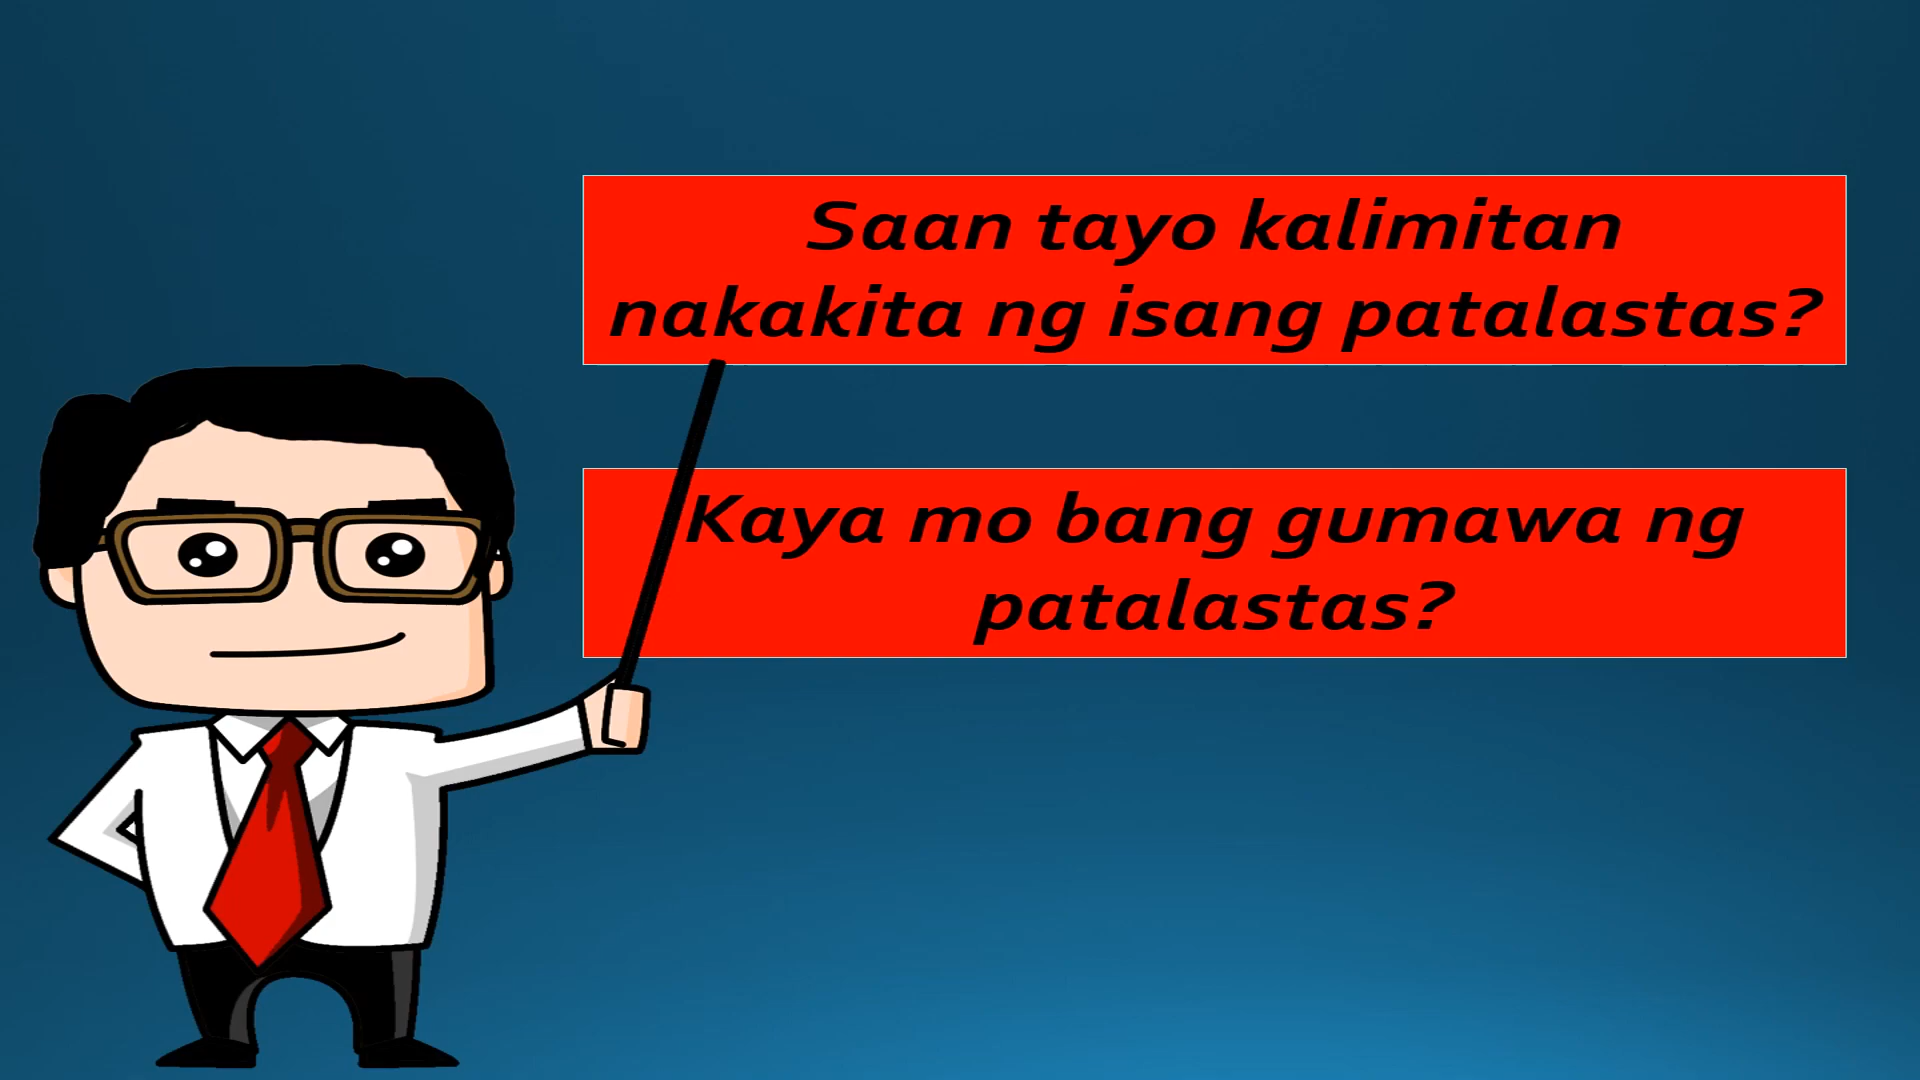 Saan tayo kalimitan
nakakita ng isang patalastas?
Kaya mo bang gumawa ng
patalastas?